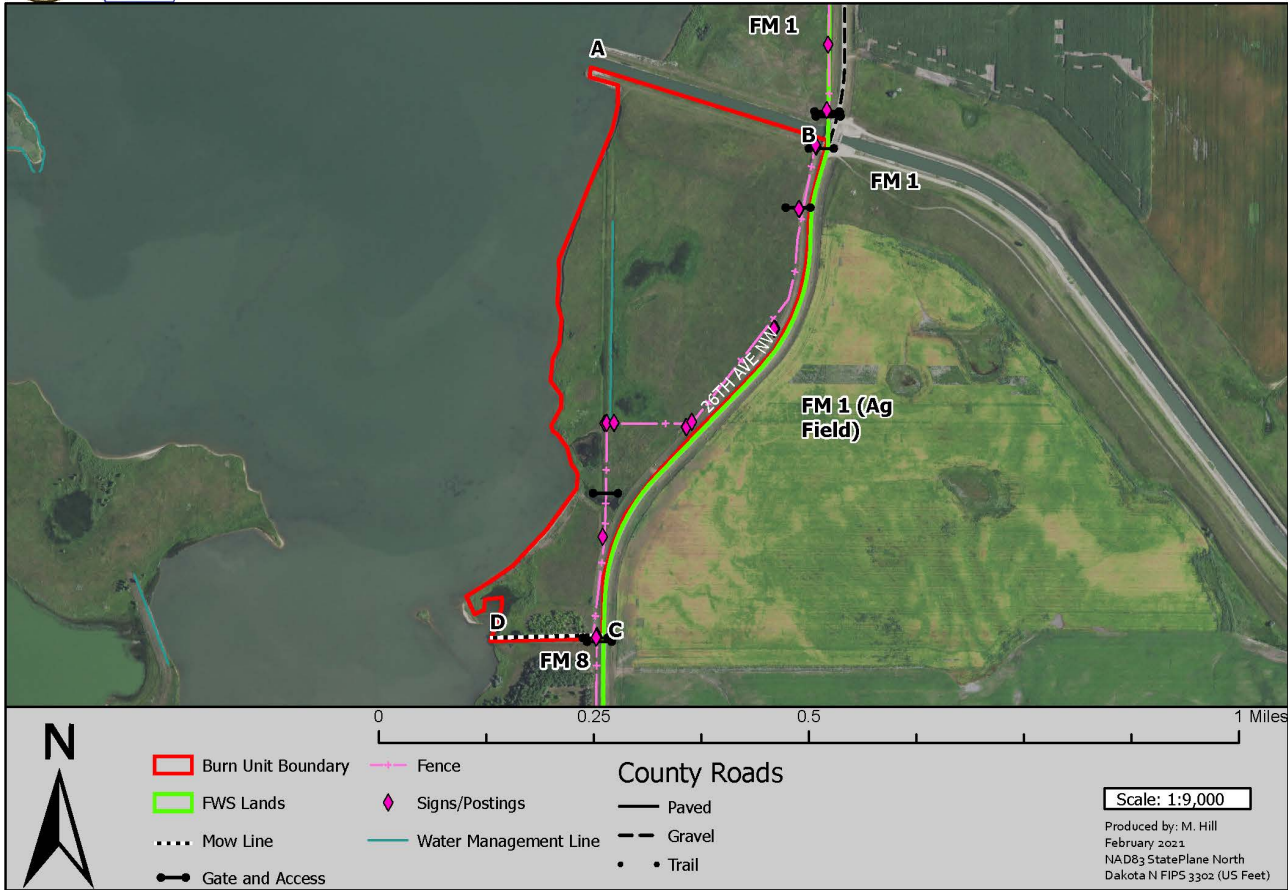 FM 1
A
B
FM 1
26TH AVE NW
FM 1 (Ag
Field)
D
C
FM 8
0
0.25
0.5
1 Miles
N
Burn Unit Boundary
FWS Lands
Mow Line
Gate and Access
Fence
Signs/Postings
Water Management Line
County Roads
Paved
Gravel
Trail
Scale: 1:9,000
Produced by: M. Hill
February 2021
NAD83 StatePlane North
Dakota N FIPS 3302 (US Feet)